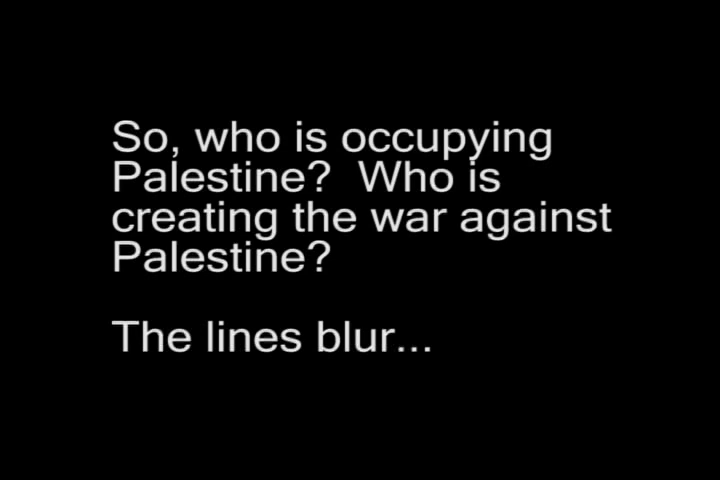 So, who is occupying
Palestine?  Who is
creating the war against
Palestine?
The lines blur...